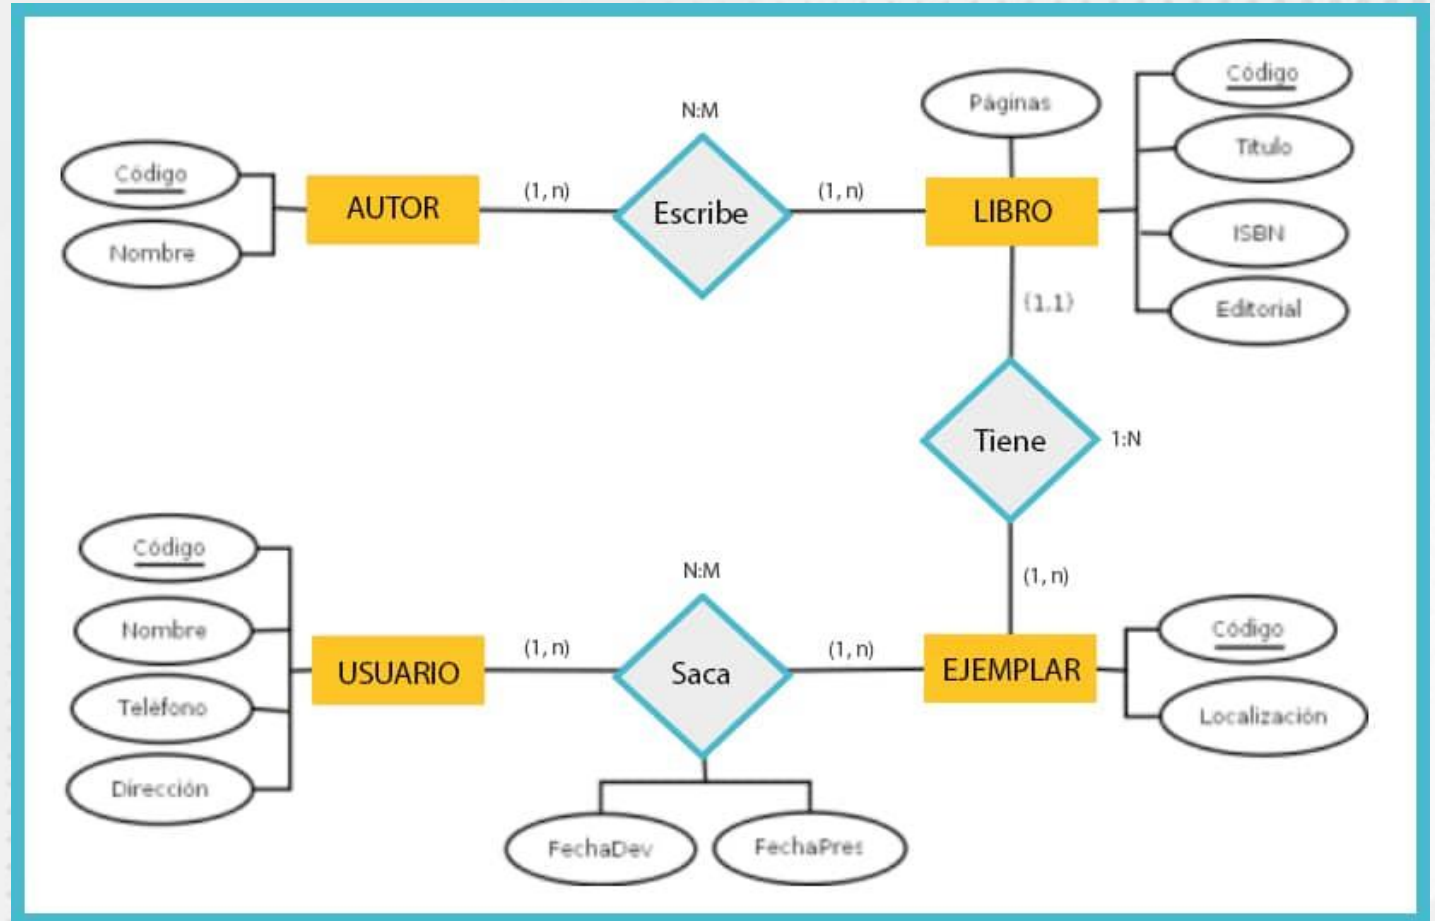 Código
Nombre
AUTOR
(1, n)
N:M
Escribe
(1, n)
Páginas
LIBRO
Código
Titulo
ISBN
Editorial
(1,1)
Tiene
1:N
(1, n)
Código
Nombre
Teléfono
Dirección
USUARIO
(1, n)
N:M
Saca
(1, n)
EJEMPLAR
Código
Localización
FechaDev
FechaPres